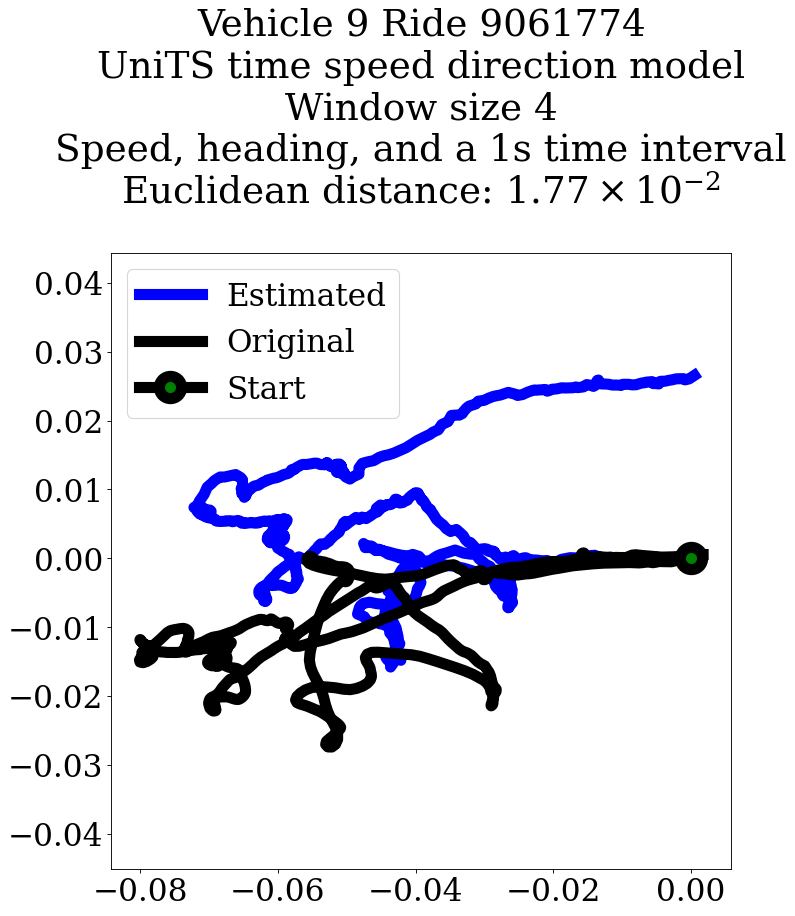 Vehicle 9 Ride 9061774
UniTS time speed direction model
Window size 4
Speed, heading, and a 1s time interval
Euclidean distance: 1.77 × 10⁻²
Estimated
Original
Start
0.04
0.03
0.02
0.01
0.00
−0.01
−0.02
−0.03
−0.04
−0.08 −0.06 −0.04 −0.02 0.00